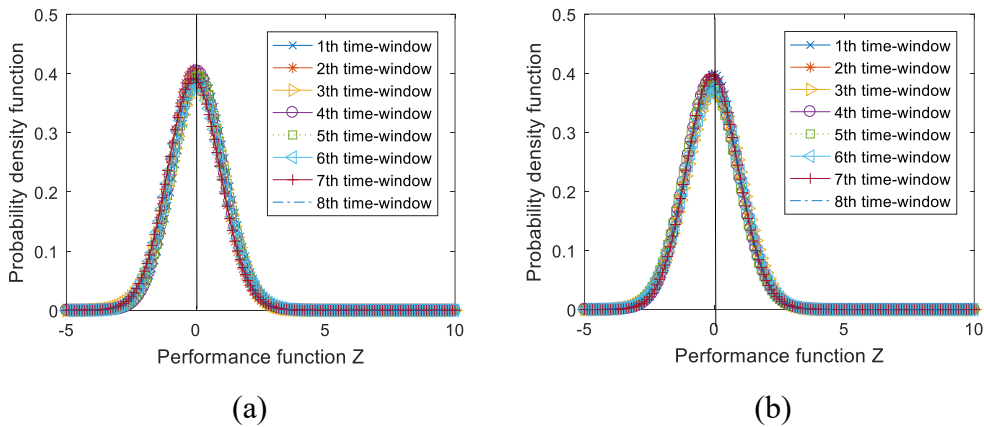 0.5
0.4
0.3
0.2
0.1
0
-5
0
5
10
Probability density function
Performance function Z
1th time-window
2th time-window
3th time-window
4th time-window
5th time-window
6th time-window
7th time-window
8th time-window
(a)
0.5
0.4
0.3
0.2
0.1
0
-5
0
5
10
Probability density function
Performance function Z
1th time-window
2th time-window
3th time-window
4th time-window
5th time-window
6th time-window
7th time-window
8th time-window
(b)